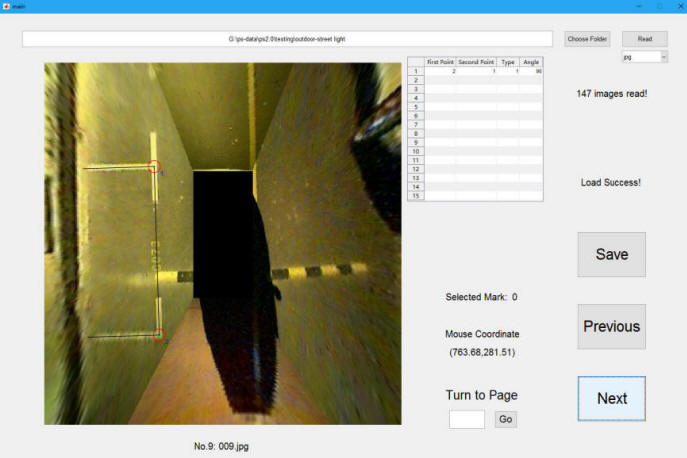 main
G:\ps-data\ps2.0\testing\outdoor-street light
Choose Folder
Read
jpg
First Point Second Point Type Angle
1 2 1 1 90
2
3
4
5
6
7
8
9
10
11
12
13
14
15
147 images read!
Load Success!
Save
Selected Mark: 0
Previous
Mouse Coordinate
(763.68,281.51)
Turn to Page
Next
Go
No.9: 009.jpg